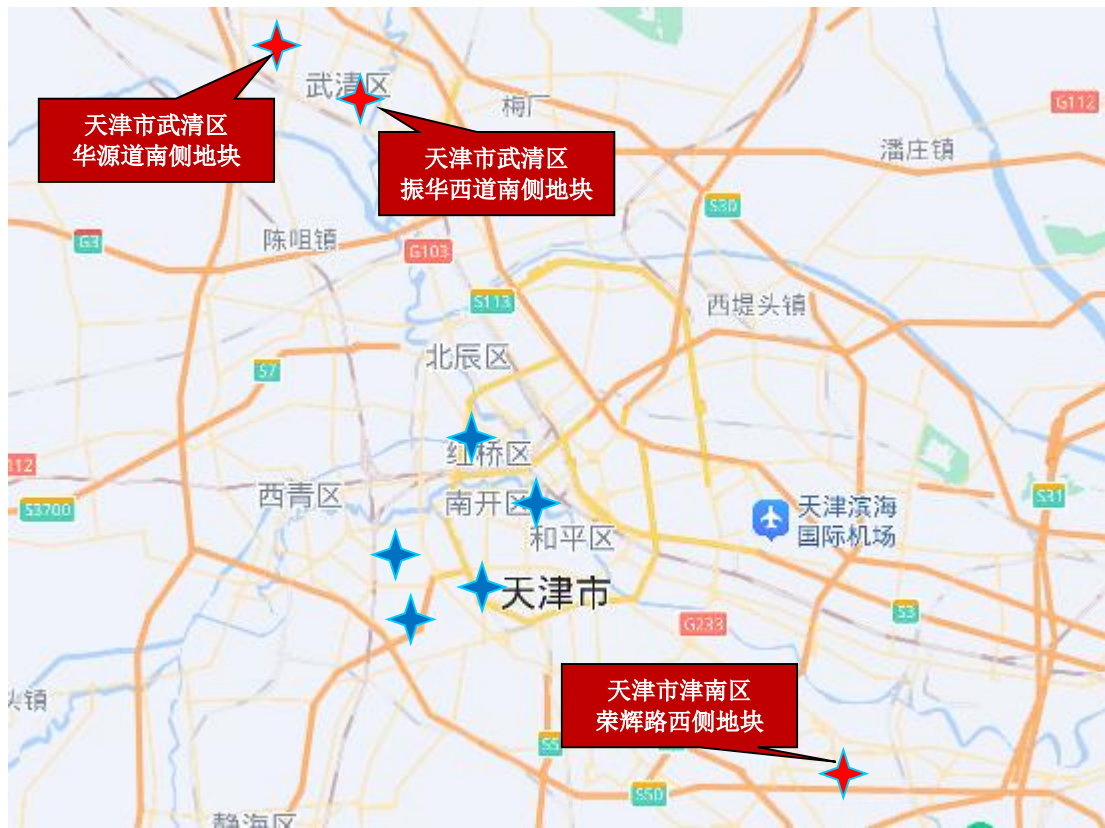 武清区
梅厂
G112
天津市武清区
华源道南侧地块
天津市武清区
振华西道南侧地块
潘庄镇
S30
G3
陈咀镇
G103
S113
西堤头镇
北辰区
S7
红桥区
112
西青区
S3700
南开区
S31
天津滨海
国际机场
和平区
天津市
S3
G233
天津市津南区
荣辉路西侧地块
头镇
S5
S50
静海区